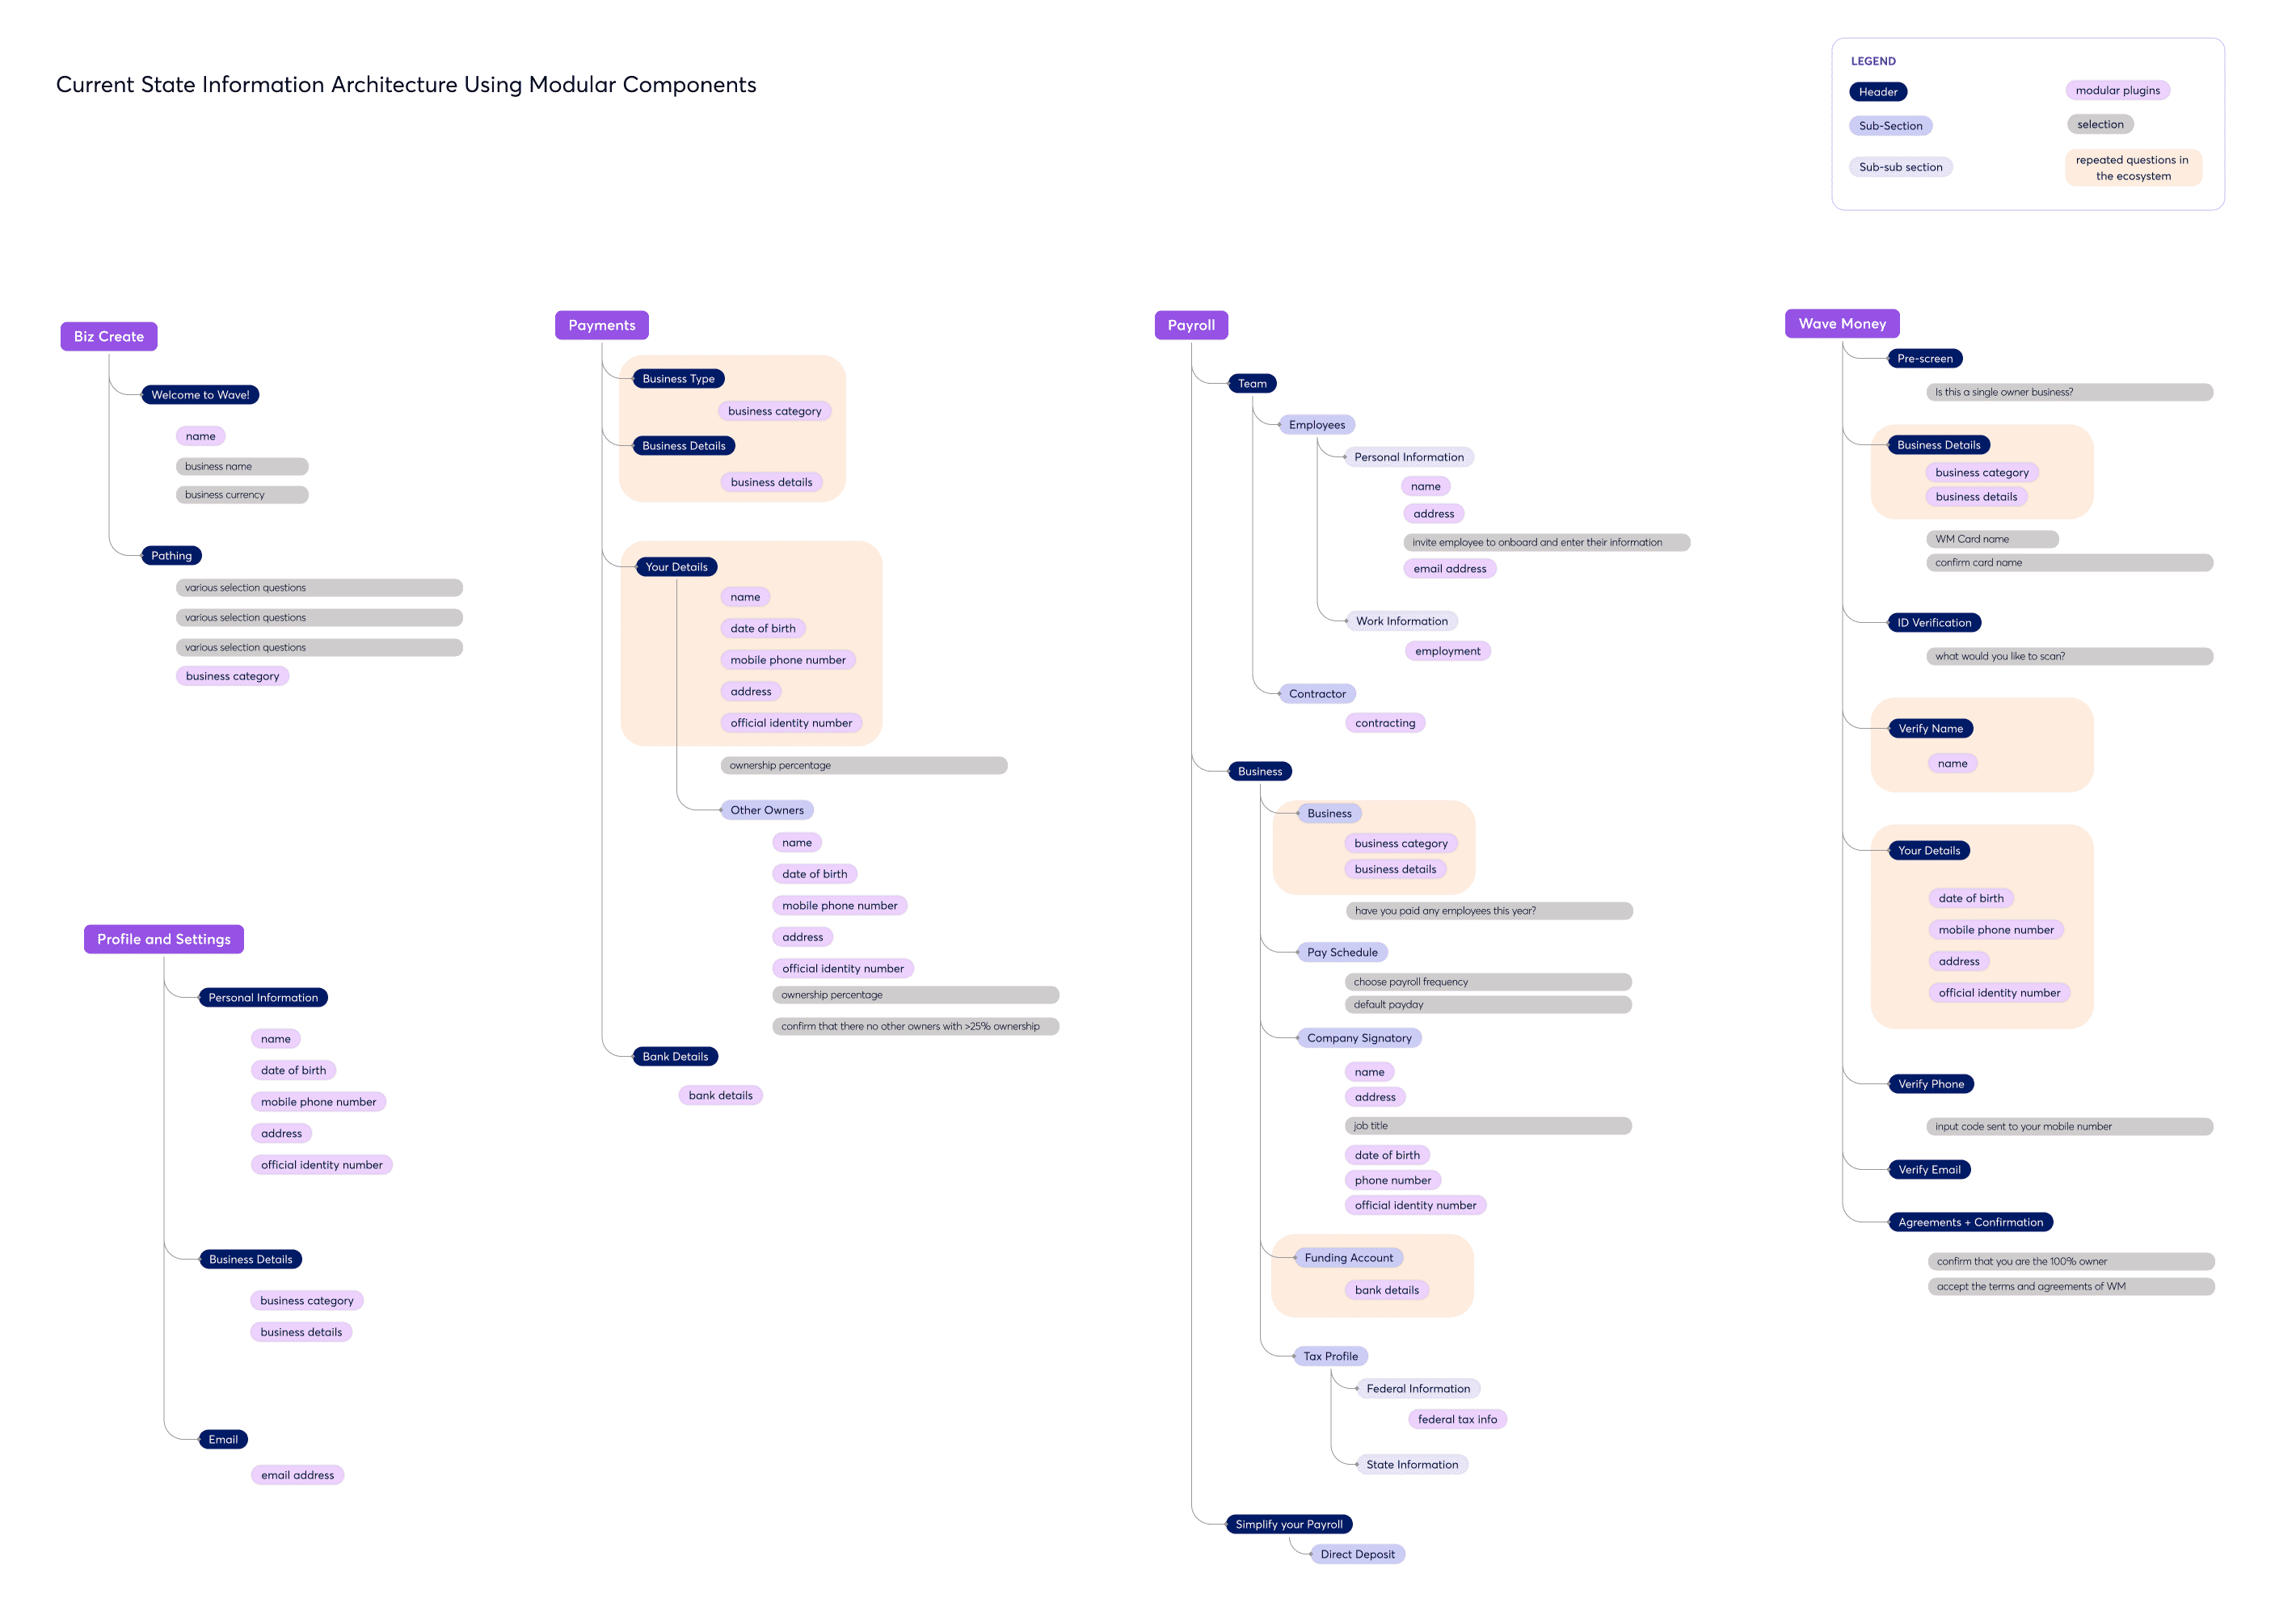 Current State Information Architecture Using Modular Components
LEGEND
Header
modular plugins
Sub-Section
selection
Sub-sub section
repeated questions in
the ecosystem
Biz Create
Welcome to Wave!
name
business name
business currency
Pathing
various selection questions
various selection questions
various selection questions
business category
Profile and Settings
Personal Information
name
date of birth
mobile phone number
address
official identity number
Business Details
business category
business details
Email
email address
Payments
Business Type
business category
Business Details
business details
Your Details
name
date of birth
mobile phone number
address
official identity number
ownership percentage
Other Owners
name
date of birth
mobile phone number
address
official identity number
ownership percentage
confirm that there no other owners with >25% ownership
Bank Details
bank details
Payroll
Team
Employees
Personal Information
name
address
invite employee to onboard and enter their information
email address
Work Information
employment
Contractor
contracting
Business
Business
business category
business details
have you paid any employees this year?
Pay Schedule
choose payroll frequency
default payday
Company Signatory
name
address
job title
date of birth
phone number
official identity number
Funding Account
bank details
Tax Profile
Federal Information
federal tax info
State Information
Simplify your Payroll
Direct Deposit
Wave Money
Pre-screen
Is this a single owner business?
Business Details
business category
business details
WM Card name
confirm card name
ID Verification
what would you like to scan?
Verify Name
name
Your Details
date of birth
mobile phone number
address
official identity number
Verify Phone
input code sent to your mobile number
Verify Email
Agreements + Confirmation
confirm that you are the 100% owner
accept the terms and agreements of WM